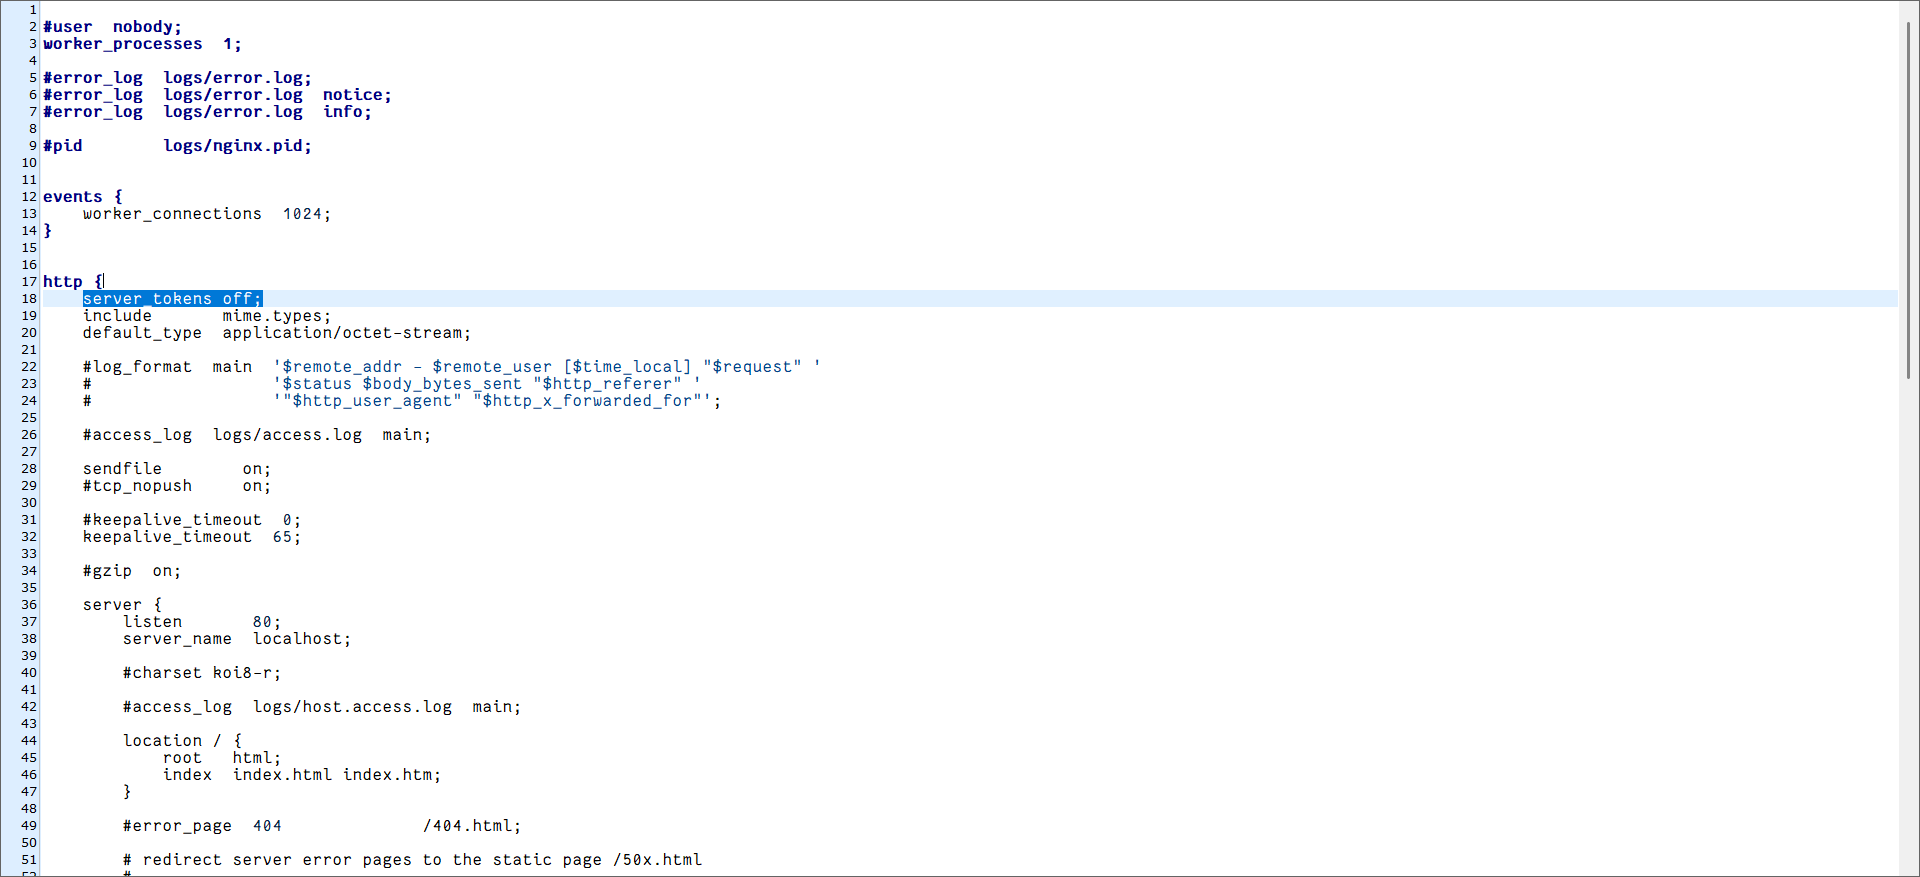 1
2 #user  nobody;
3 worker_processes  1;
4
5 #error_log  logs/error.log;
6 #error_log  logs/error.log  notice;
7 #error_log  logs/error.log  info;
8
9 #pid        logs/nginx.pid;
10
11
12 events {
13     worker_connections  1024;
14 }
15
16
17 http {
18     server_tokens off;
19     include       mime.types;
20     default_type  application/octet-stream;
21
22     #log_format  main  '$remote_addr - $remote_user [$time_local] "$request" '
23     #                  '$status $body_bytes_sent "$http_referer" '
24     #                  '"$http_user_agent" "$http_x_forwarded_for"';
25
26     #access_log  logs/access.log  main;
27
28     sendfile        on;
29     #tcp_nopush     on;
30
31     #keepalive_timeout  0;
32     keepalive_timeout  65;
33
34     #gzip  on;
35
36     server {
37         listen       80;
38         server_name  localhost;
39
40         #charset koi8-r;
41
42         #access_log  logs/host.access.log  main;
43
44         location / {
45             root   html;
46             index  index.html index.htm;
47         }
48
49         #error_page  404              /404.html;
50
51         # redirect server error pages to the static page /50x.html
52         #